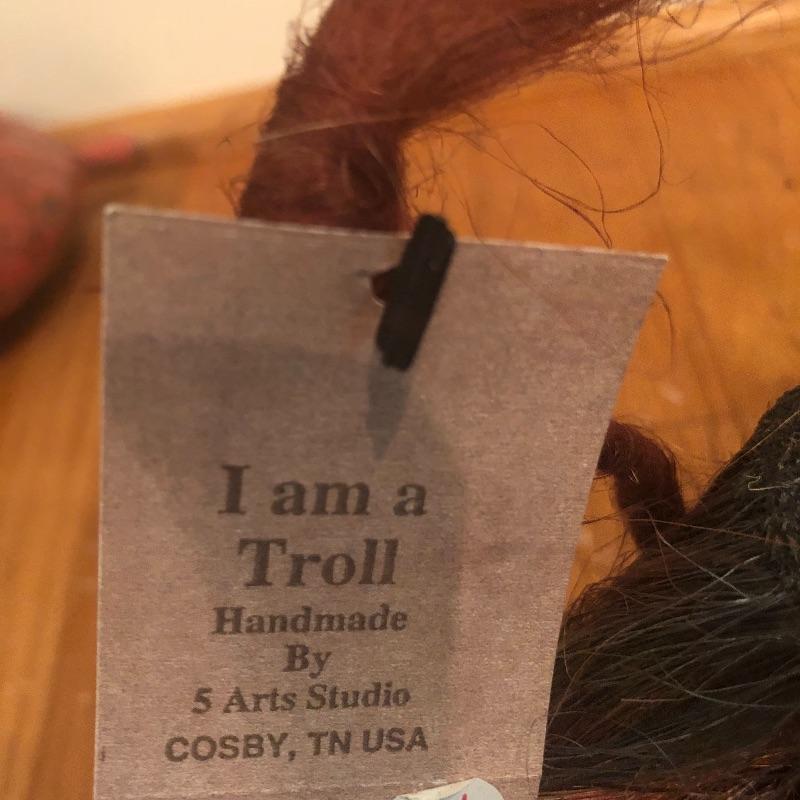 I am a
Troll
Handmade
By
5 Arts Studio
COSBY, TN USA